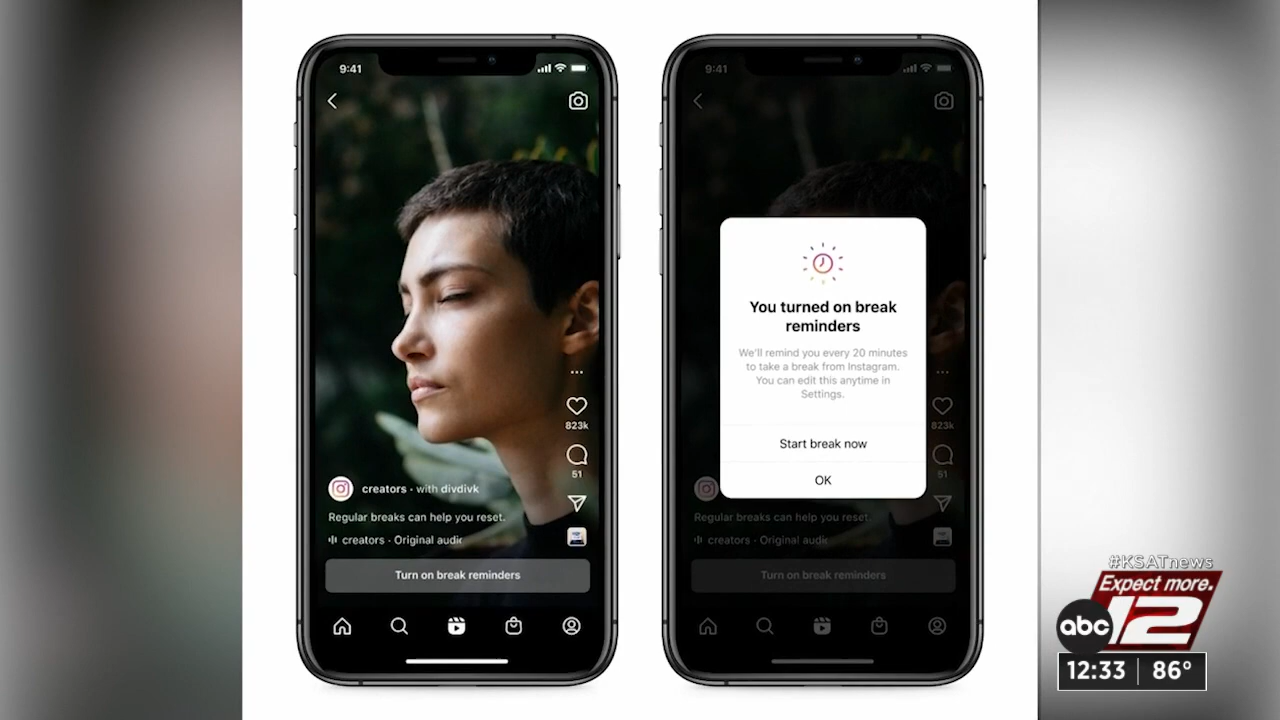 9:41
823k
51
creators · with divdivk
Regular breaks can help you reset.
creators · Original audic
Turn on break reminders
9:41
You turned on break
reminders
We'll remind you every 20 minutes
to take a break from Instagram.
You can edit this anytime in
Settings.
Start break now
OK
823k
51
Regular breaks can help you reset.
creators · Original audic
Turn on break reminders
#KSATnews
Expect more.
abc 12
12:33 86°